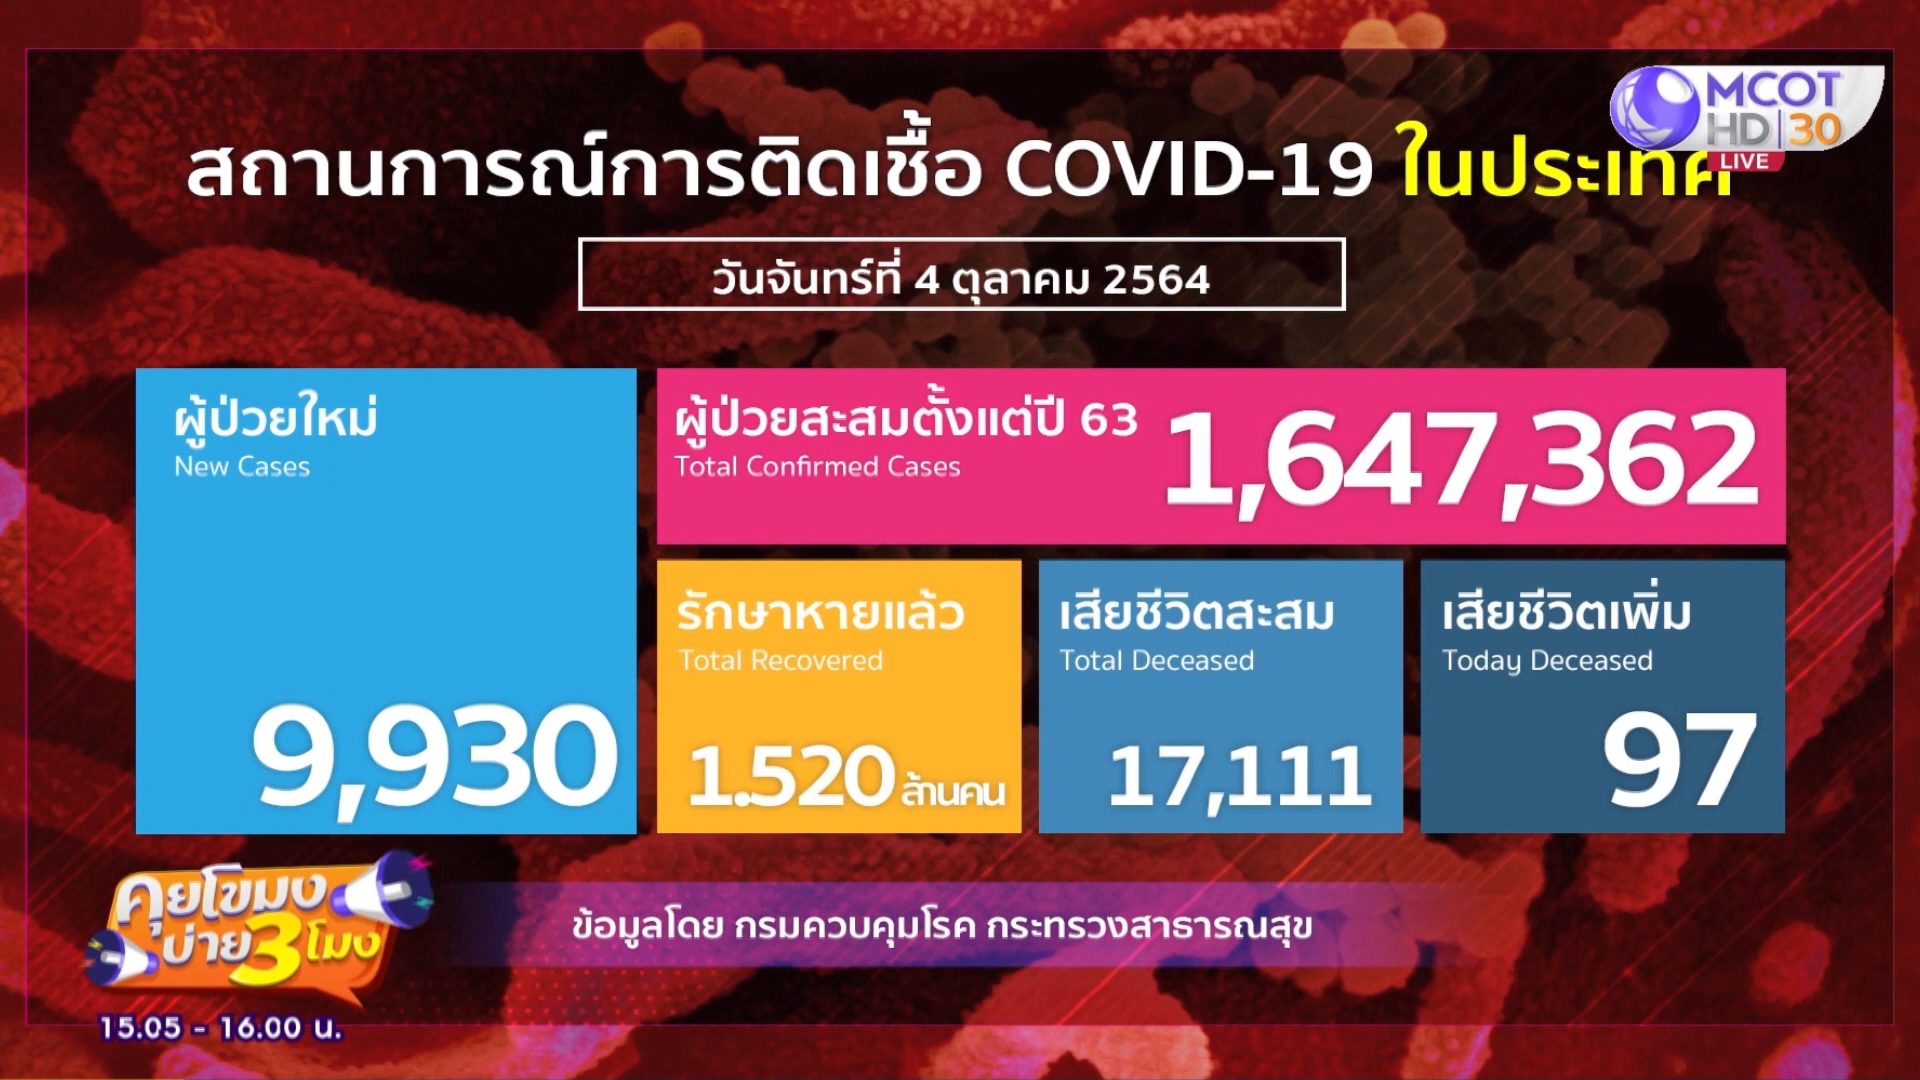 MCOT
HD 30
LIVE
สถานการณ์การติดเชื้อ COVID-19 ในประเทศ
วันจันทร์ที่ 4 ตุลาคม 2564
ผู้ป่วยใหม่
New Cases
9,930
ผู้ป่วยสะสมตั้งแต่ปี 63
Total Confirmed Cases
1,647,362
รักษาหายแล้ว
Total Recovered
1.520 ล้านคน
เสียชีวิตสะสม
Total Deceased
17,111
เสียชีวิตเพิ่ม
Today Deceased
97
คุยโขมง
บ่าย3โมง
15.05 - 16.00 น.
ข้อมูลโดย กรมควบคุมโรค กระทรวงสาธารณสุข